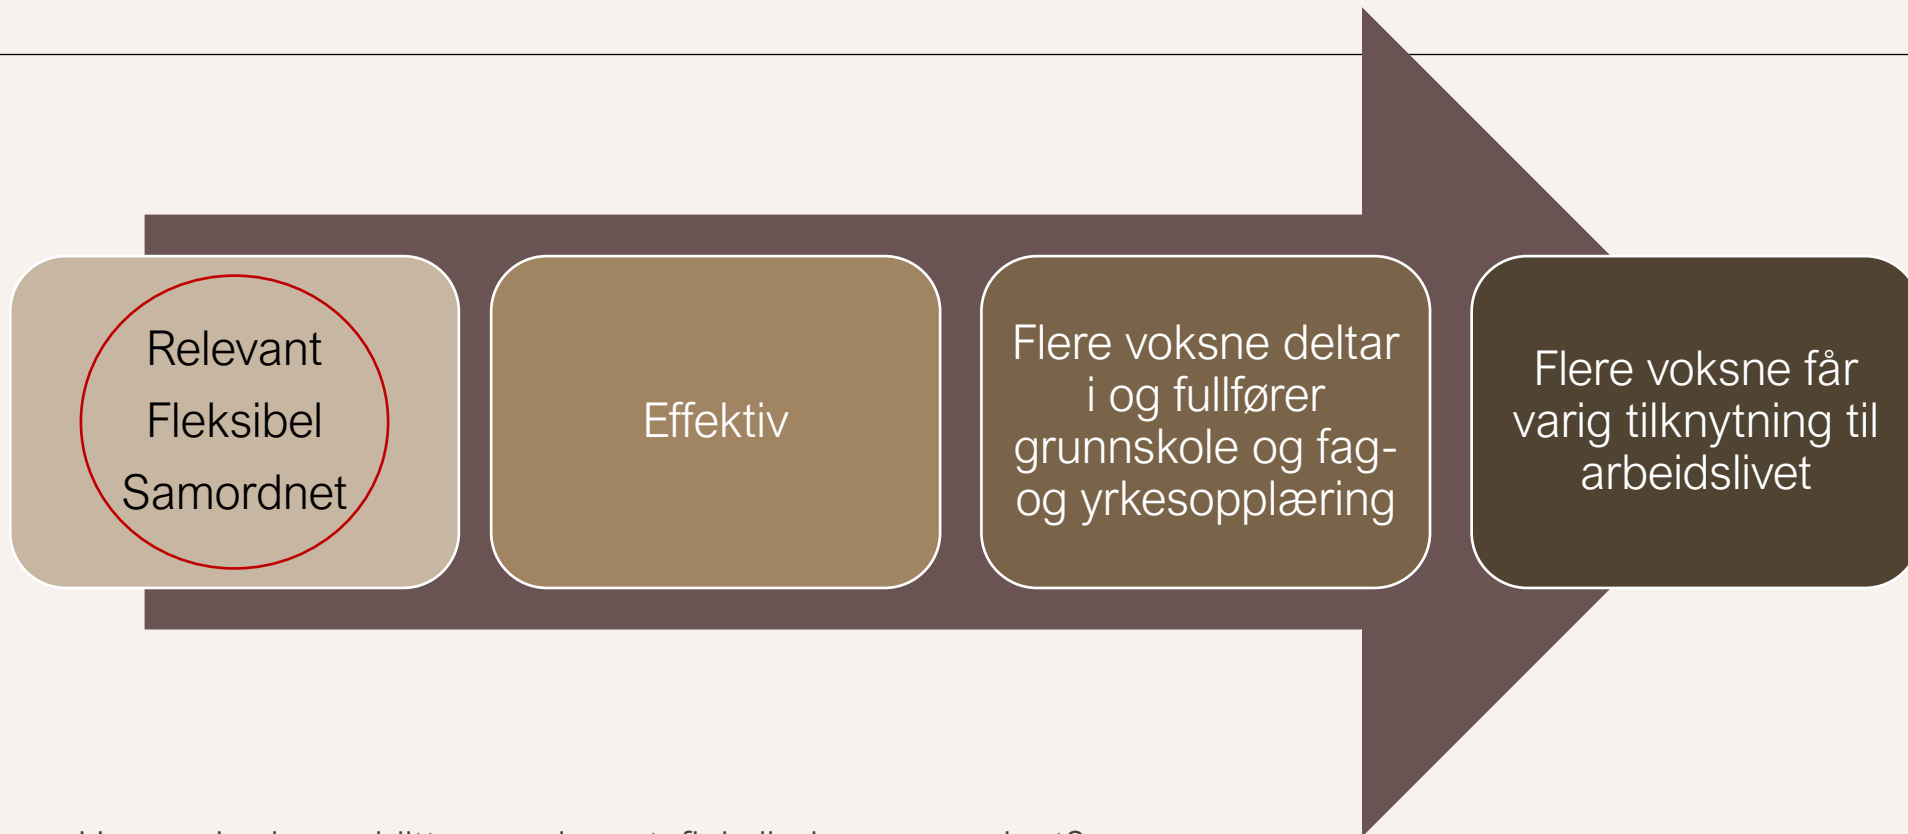 Relevant
Fleksibel
Samordnet
Effektiv
Flere voksne deltar
i og fullfører
grunnskole og fag-
og yrkesopplæring
Flere voksne får
varig tilknytning til
arbeidslivet